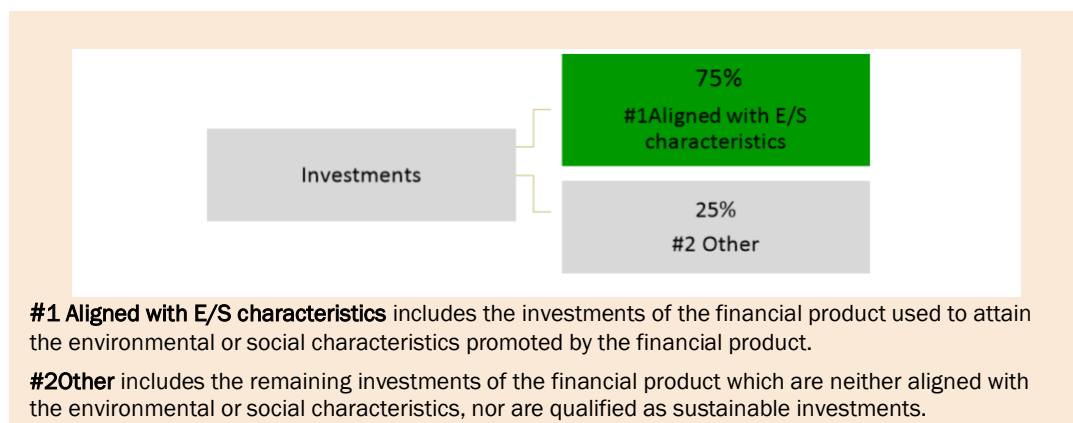 75%
#1Aligned with E/S
characteristics
Investments
25%
#2 Other
#1 Aligned with E/S characteristics includes the investments of the financial product used to attain
the environmental or social characteristics promoted by the financial product.
#2Other includes the remaining investments of the financial product which are neither aligned with
the environmental or social characteristics, nor are qualified as sustainable investments.